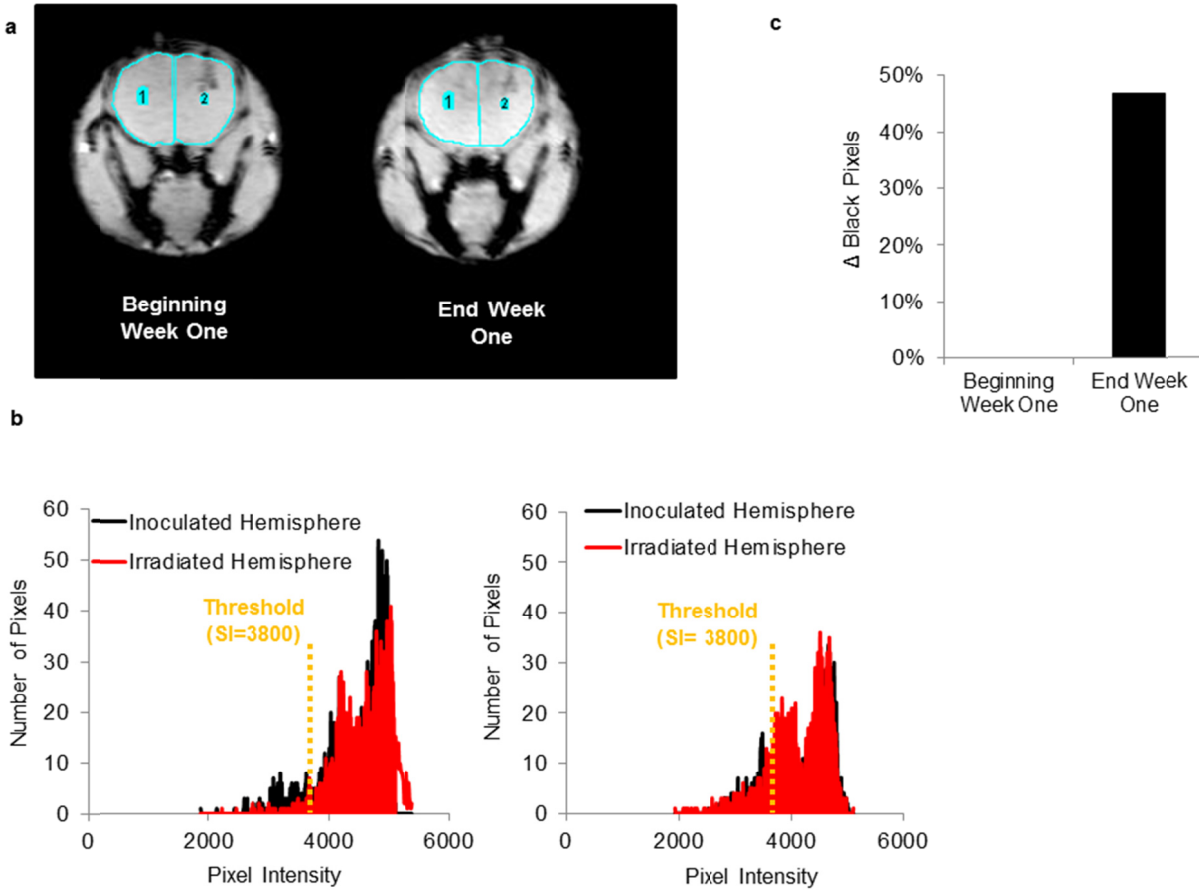 a
1
2
1
2
Beginning
Week One
End Week
One
c
50%
40%
30%
20%
10%
0%
Δ Black Pixels
Beginning
Week One
End Week
One
b
60
50
40
30
20
10
0
Number of Pixels
Inoculated Hemisphere
Irradiated Hemisphere
Threshold
(SI=3800)
0
2000
4000
6000
Pixel Intensity
60
50
40
30
20
10
0
Number of Pixels
Inoculated Hemisphere
Irradiated Hemisphere
Threshold
(SI= 3800)
0
2000
4000
6000
Pixel Intensity